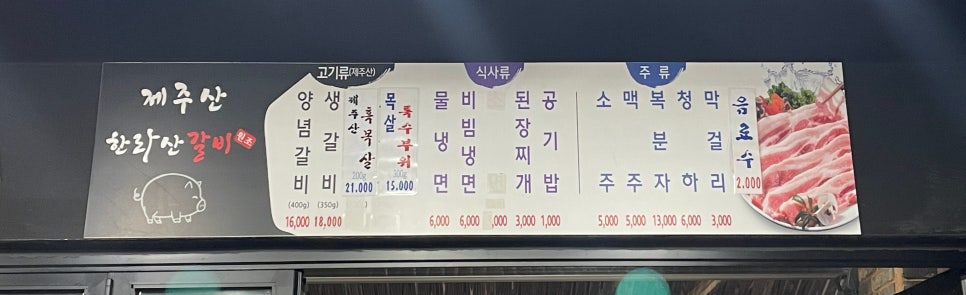 제주산
한라산갈비 원조
고기류(제주산)
양념갈비 (400g) 16,000
생갈비 (350g) 18,000
제주산 흑목살 200g 21.000
목살 특수부위 300g 15.000
식사류
물냉면 6,000
비빔냉면 6,000
,000
된장찌개 3,000
공기밥 1,000
주류
소주 5,000
맥주 5,000
복분자 13,000
청하 6,000
막걸리 3,000
음료수 2.000